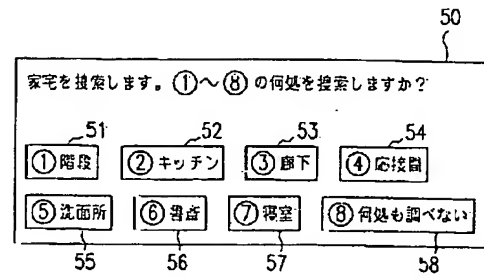 50
家宅を捜索します。①～⑧の何処を捜索しますか?
51 52 53 54
①階段 ②キッチン ③廊下 ④応接間
⑤洗面所 ⑥書斎 ⑦寝室 ⑧何処も調べない
55 56 57 58